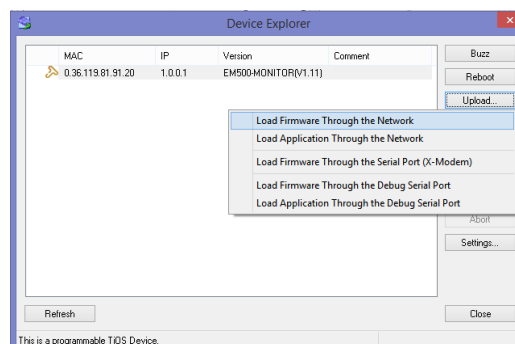 Device Explorer
MAC IP Version Comment
0.36.119.81.91.20 1.0.0.1 EM500-MONITOR(V1.11)
Buzz
Reboot
Upload...
Load Firmware Through the Network
Load Application Through the Network
Load Firmware Through the Serial Port (X-Modem)
Load Firmware Through the Debug Serial Port
Load Application Through the Debug Serial Port
Abort
Settings...
Refresh
Close
This is a programmable TiOS Device.